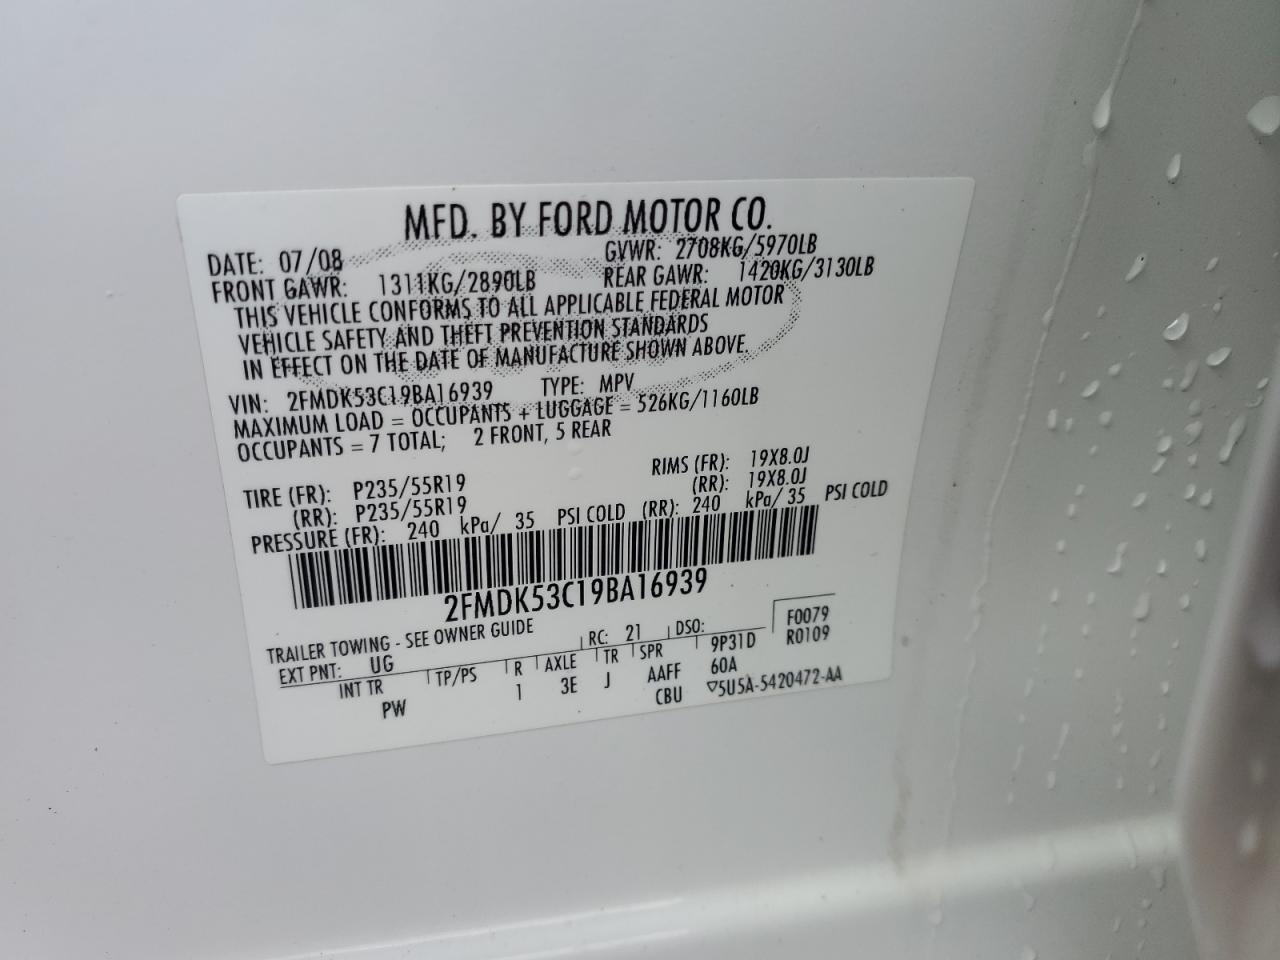 MFD. BY FORD MOTOR CO.
DATE: 07/08 GVWR: 2708KG/5970LB
FRONT GAWR: 1311KG/2890LB REAR GAWR: 1420KG/3130LB
THIS VEHICLE CONFORMS TO ALL APPLICABLE FEDERAL MOTOR
VEHICLE SAFETY AND THEFT PREVENTION STANDARDS
IN EFFECT ON THE DATE OF MANUFACTURE SHOWN ABOVE.
VIN: 2FMDK53C19BA16939 TYPE: MPV
MAXIMUM LOAD = OCCUPANTS + LUGGAGE = 526KG/1160LB
OCCUPANTS = 7 TOTAL; 2 FRONT, 5 REAR
TIRE (FR): P235/55R19 RIMS (FR): 19X8.0J
(RR): P235/55R19 (RR): 19X8.0J
PRESSURE (FR): 240 kPa/ 35 PSI COLD (RR): 240 kPa/ 35 PSI COLD
2FMDK53C19BA16939
TRAILER TOWING - SEE OWNER GUIDE
EXT PNT: UG RC: 21 DSO: F0079
INT TR TP/PS R AXLE TR SPR 9P31D R0109
PW 1 3E J AAFF 60A
CBU ▽5U5A-5420472-AA